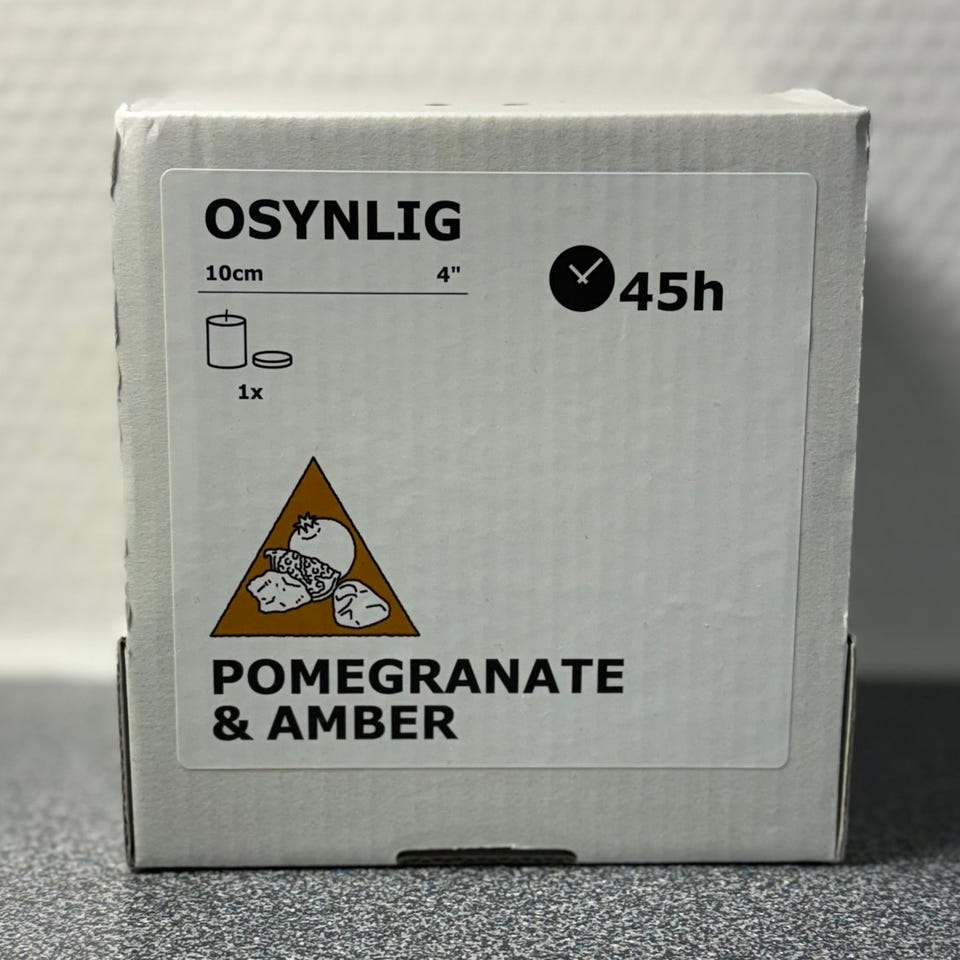 OSYNLIG
10cm 4"
45h
1x
POMEGRANATE
& AMBER